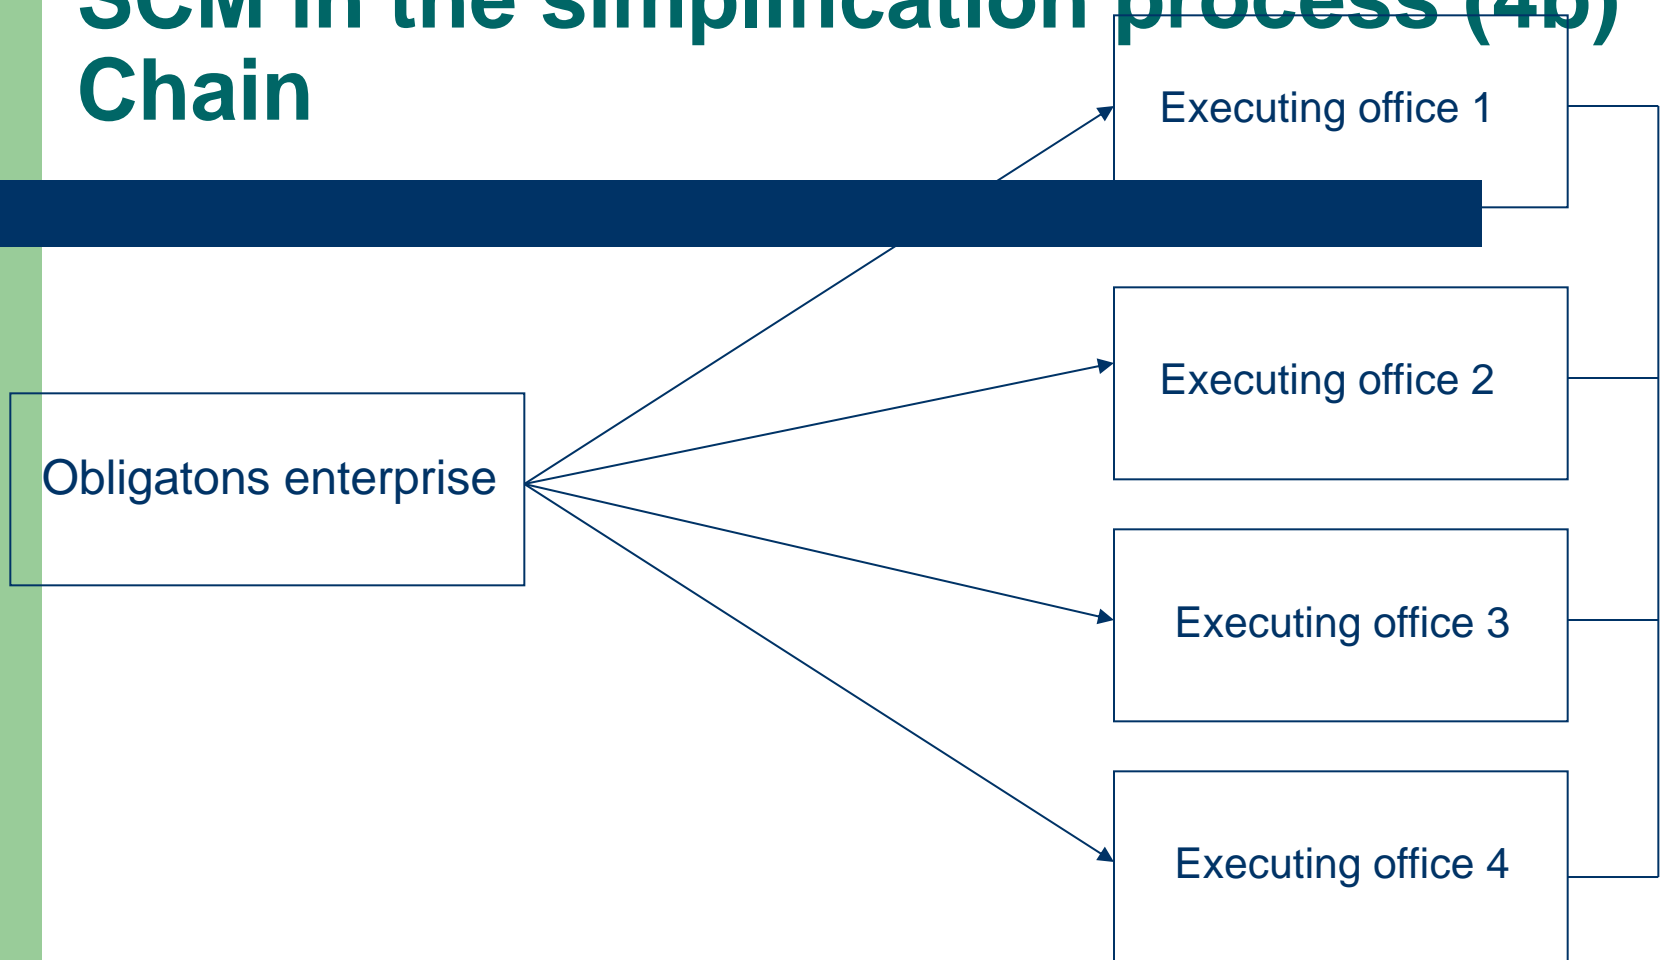 SCM in the simplification process (4b)
Chain
Executing office 1
Executing office 2
Obligatons enterprise
Executing office 3
Executing office 4